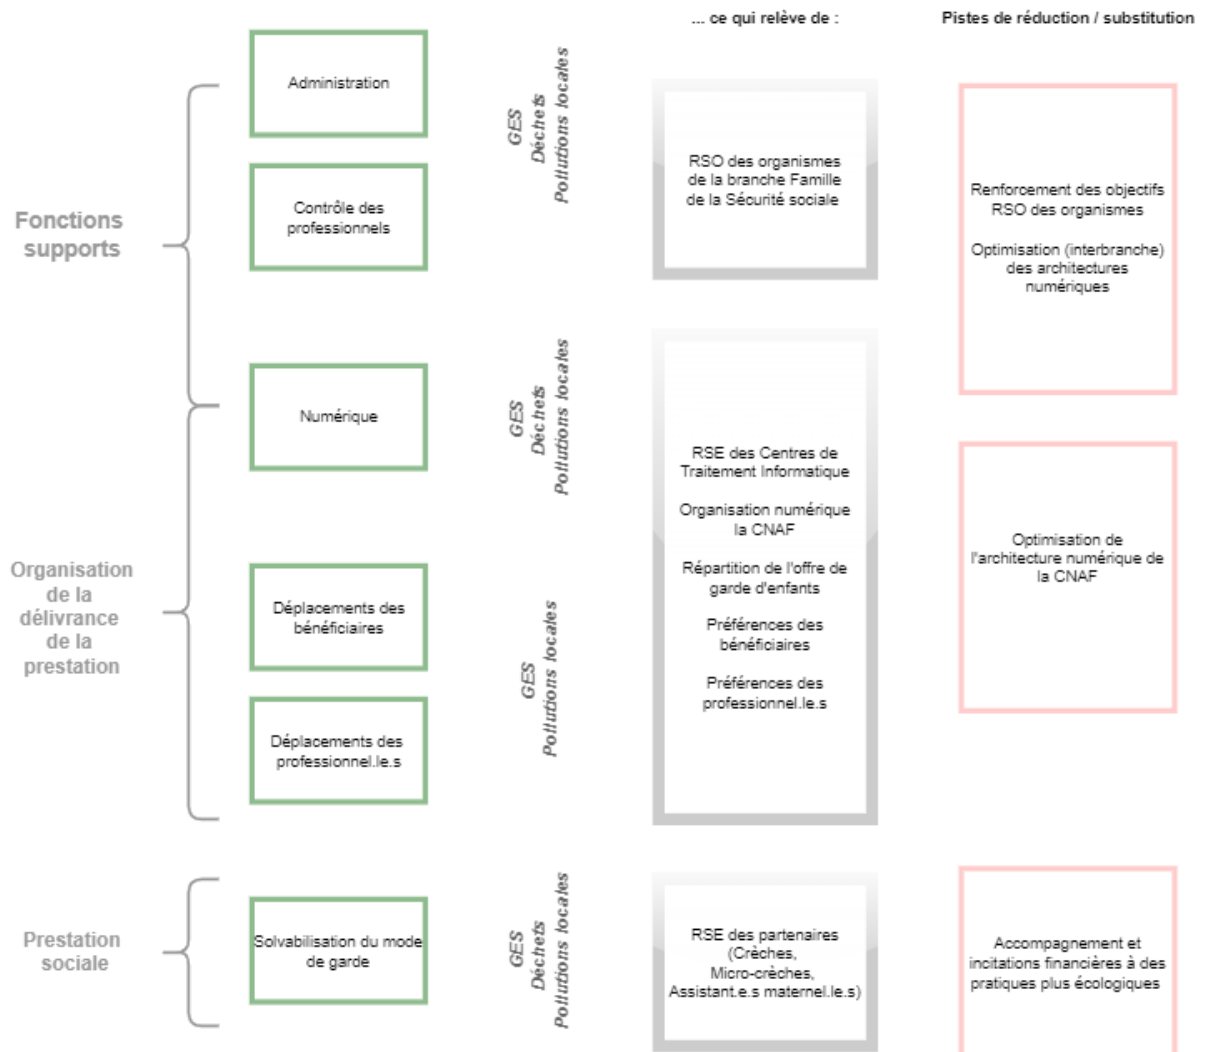 ... ce qui relève de :
Pistes de réduction / substitution
Fonctions
supports
Administration
Contrôle des
professionnels
GES
Déchets
Pollutions locales
RSO des organismes
de la branche Famille
de la Sécurité sociale
Renforcement des objectifs
RSO des organismes
Optimisation (interbranche)
des architectures
numériques
Numérique
GES
Déchets
Pollutions locales
Organisation
de la
délivrance
de la
prestation
Déplacements des
bénéficiaires
Déplacements des
professionnel.le.s
GES
Pollutions locales
RSE des Centres de
Traitement Informatique
Organisation numérique
la CNAF
Répartition de l'offre de
garde d'enfants
Préférences des
bénéficiaires
Préférences des
professionnel.le.s
Optimisation de
l'architecture numérique de
la CNAF
Prestation
sociale
Solvabilisation du mode
de garde
GES
Déchets
Pollutions locales
RSE des partenaires
(Crèches,
Micro-crèches,
Assistant.e.s maternel.le.s)
Accompagnement et
incitations financières à des
pratiques plus écologiques